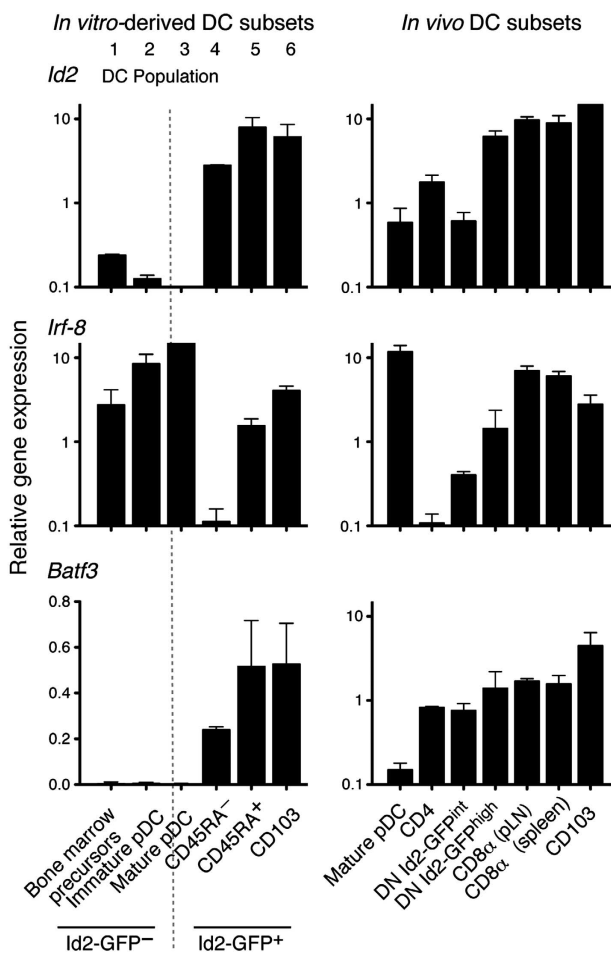 In vitro-derived DC subsets
In vivo DC subsets
1 2 3 4 5 6
Id2 DC Population
10
1
0.1
10
1
0.1
Irf-8
10
1
0.1
10
1
0.1
Batf3
0.8
0.6
0.4
0.2
0.0
10
1
0.1
Relative gene expression
Bone marrow
precursors
Immature pDC
Mature pDC
CD45RA⁻
CD45RA⁺
CD103
Id2-GFP⁻
Id2-GFP⁺
Mature pDC
CD4
DN Id2-GFPⁱⁿᵗ
DN Id2-GFPʰⁱᵍʰ
CD8α (pLN)
CD8α (spleen)
CD103